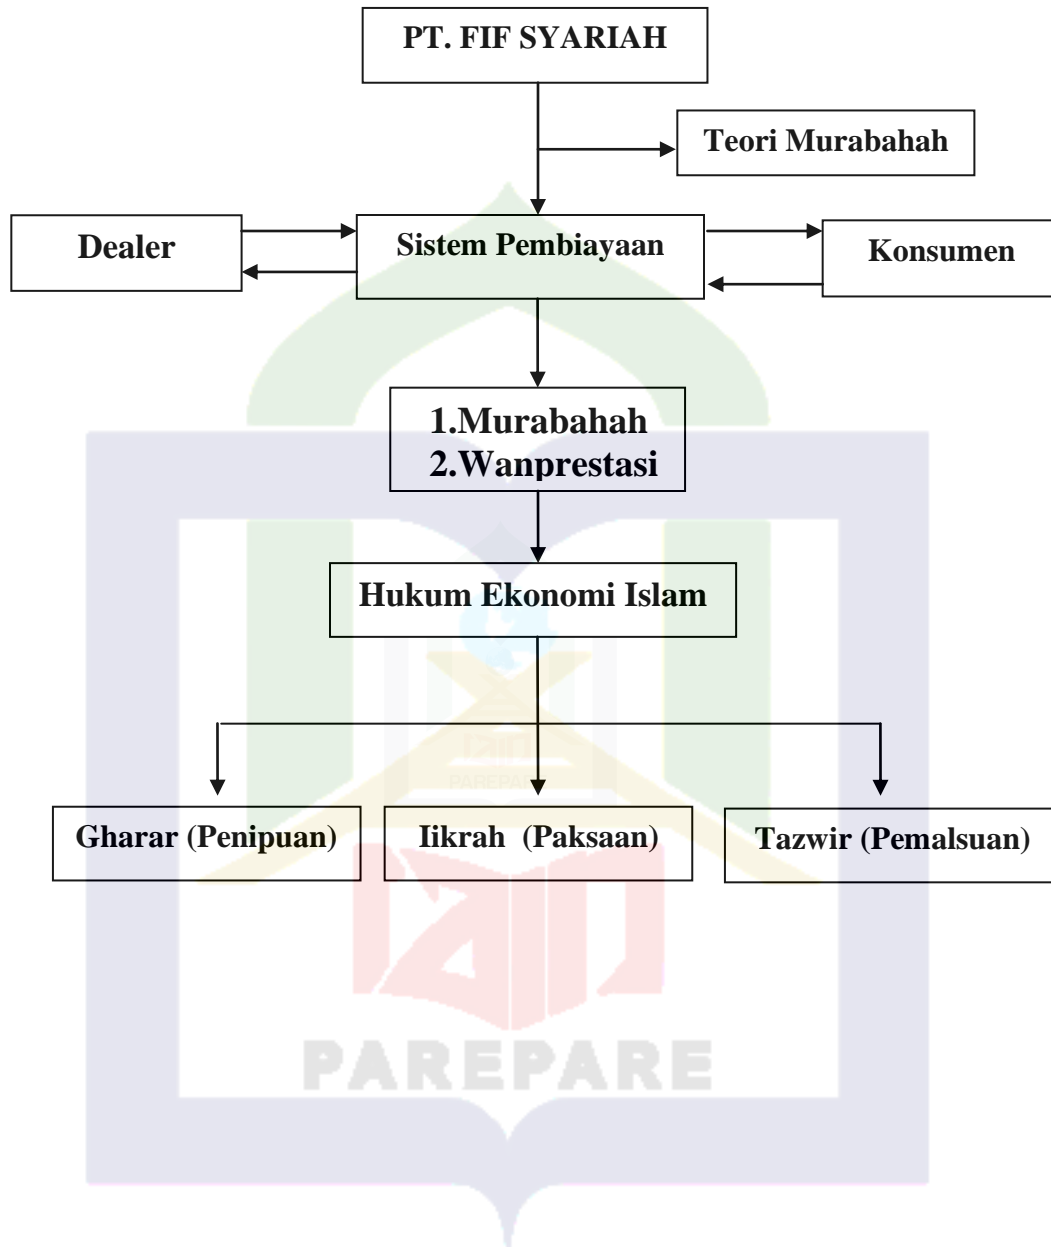 PT. FIF SYARIAH
Teori Murabahah
Dealer
Sistem Pembiayaan
Konsumen
1.Murabahah
2.Wanprestasi
Hukum Ekonomi Islam
PAREPARE
Gharar (Penipuan)
Iikrah (Paksaan)
Tazwir (Pemalsuan)
PAREPARE